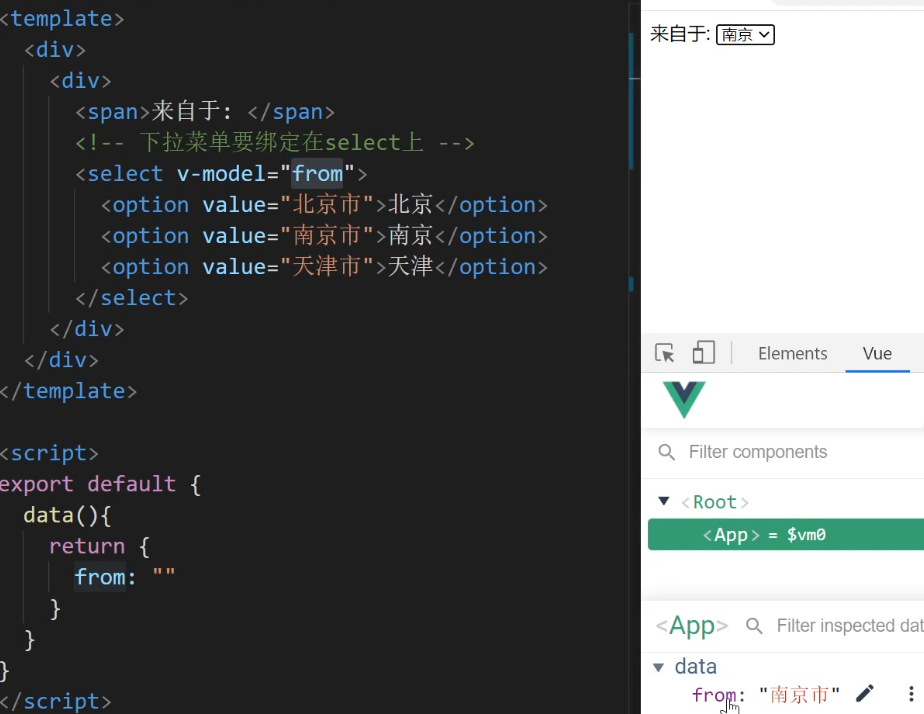 <template>
<div>
<div>
<span>来自于: </span>
<!-- 下拉菜单要绑定在select上 -->
<select v-model="from">
<option value="北京市">北京</option>
<option value="南京市">南京</option>
<option value="天津市">天津</option>
</select>
</div>
</div>
</template>
<script>
export default {
data(){
return {
from: ""
}
}
}
</script>
来自于: 南京
Elements Vue
Filter components
<Root>
<App> = $vm0
<App> Filter inspected dat
data
from: "南京市"